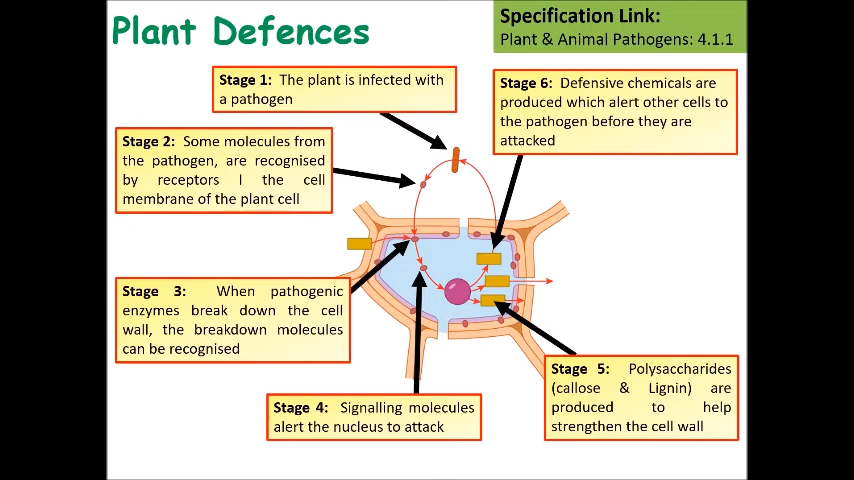 Plant Defences
Specification Link:
Plant & Animal Pathogens: 4.1.1
Stage 1: The plant is infected with
a pathogen
Stage 2: Some molecules from
the pathogen, are recognised
by receptors I the cell
membrane of the plant cell
Stage 3: When pathogenic
enzymes break down the cell
wall, the breakdown molecules
can be recognised
Stage 4: Signalling molecules
alert the nucleus to attack
Stage 5: Polysaccharides
(callose & Lignin) are
produced to help
strengthen the cell wall
Stage 6: Defensive chemicals are
produced which alert other cells to
the pathogen before they are
attacked